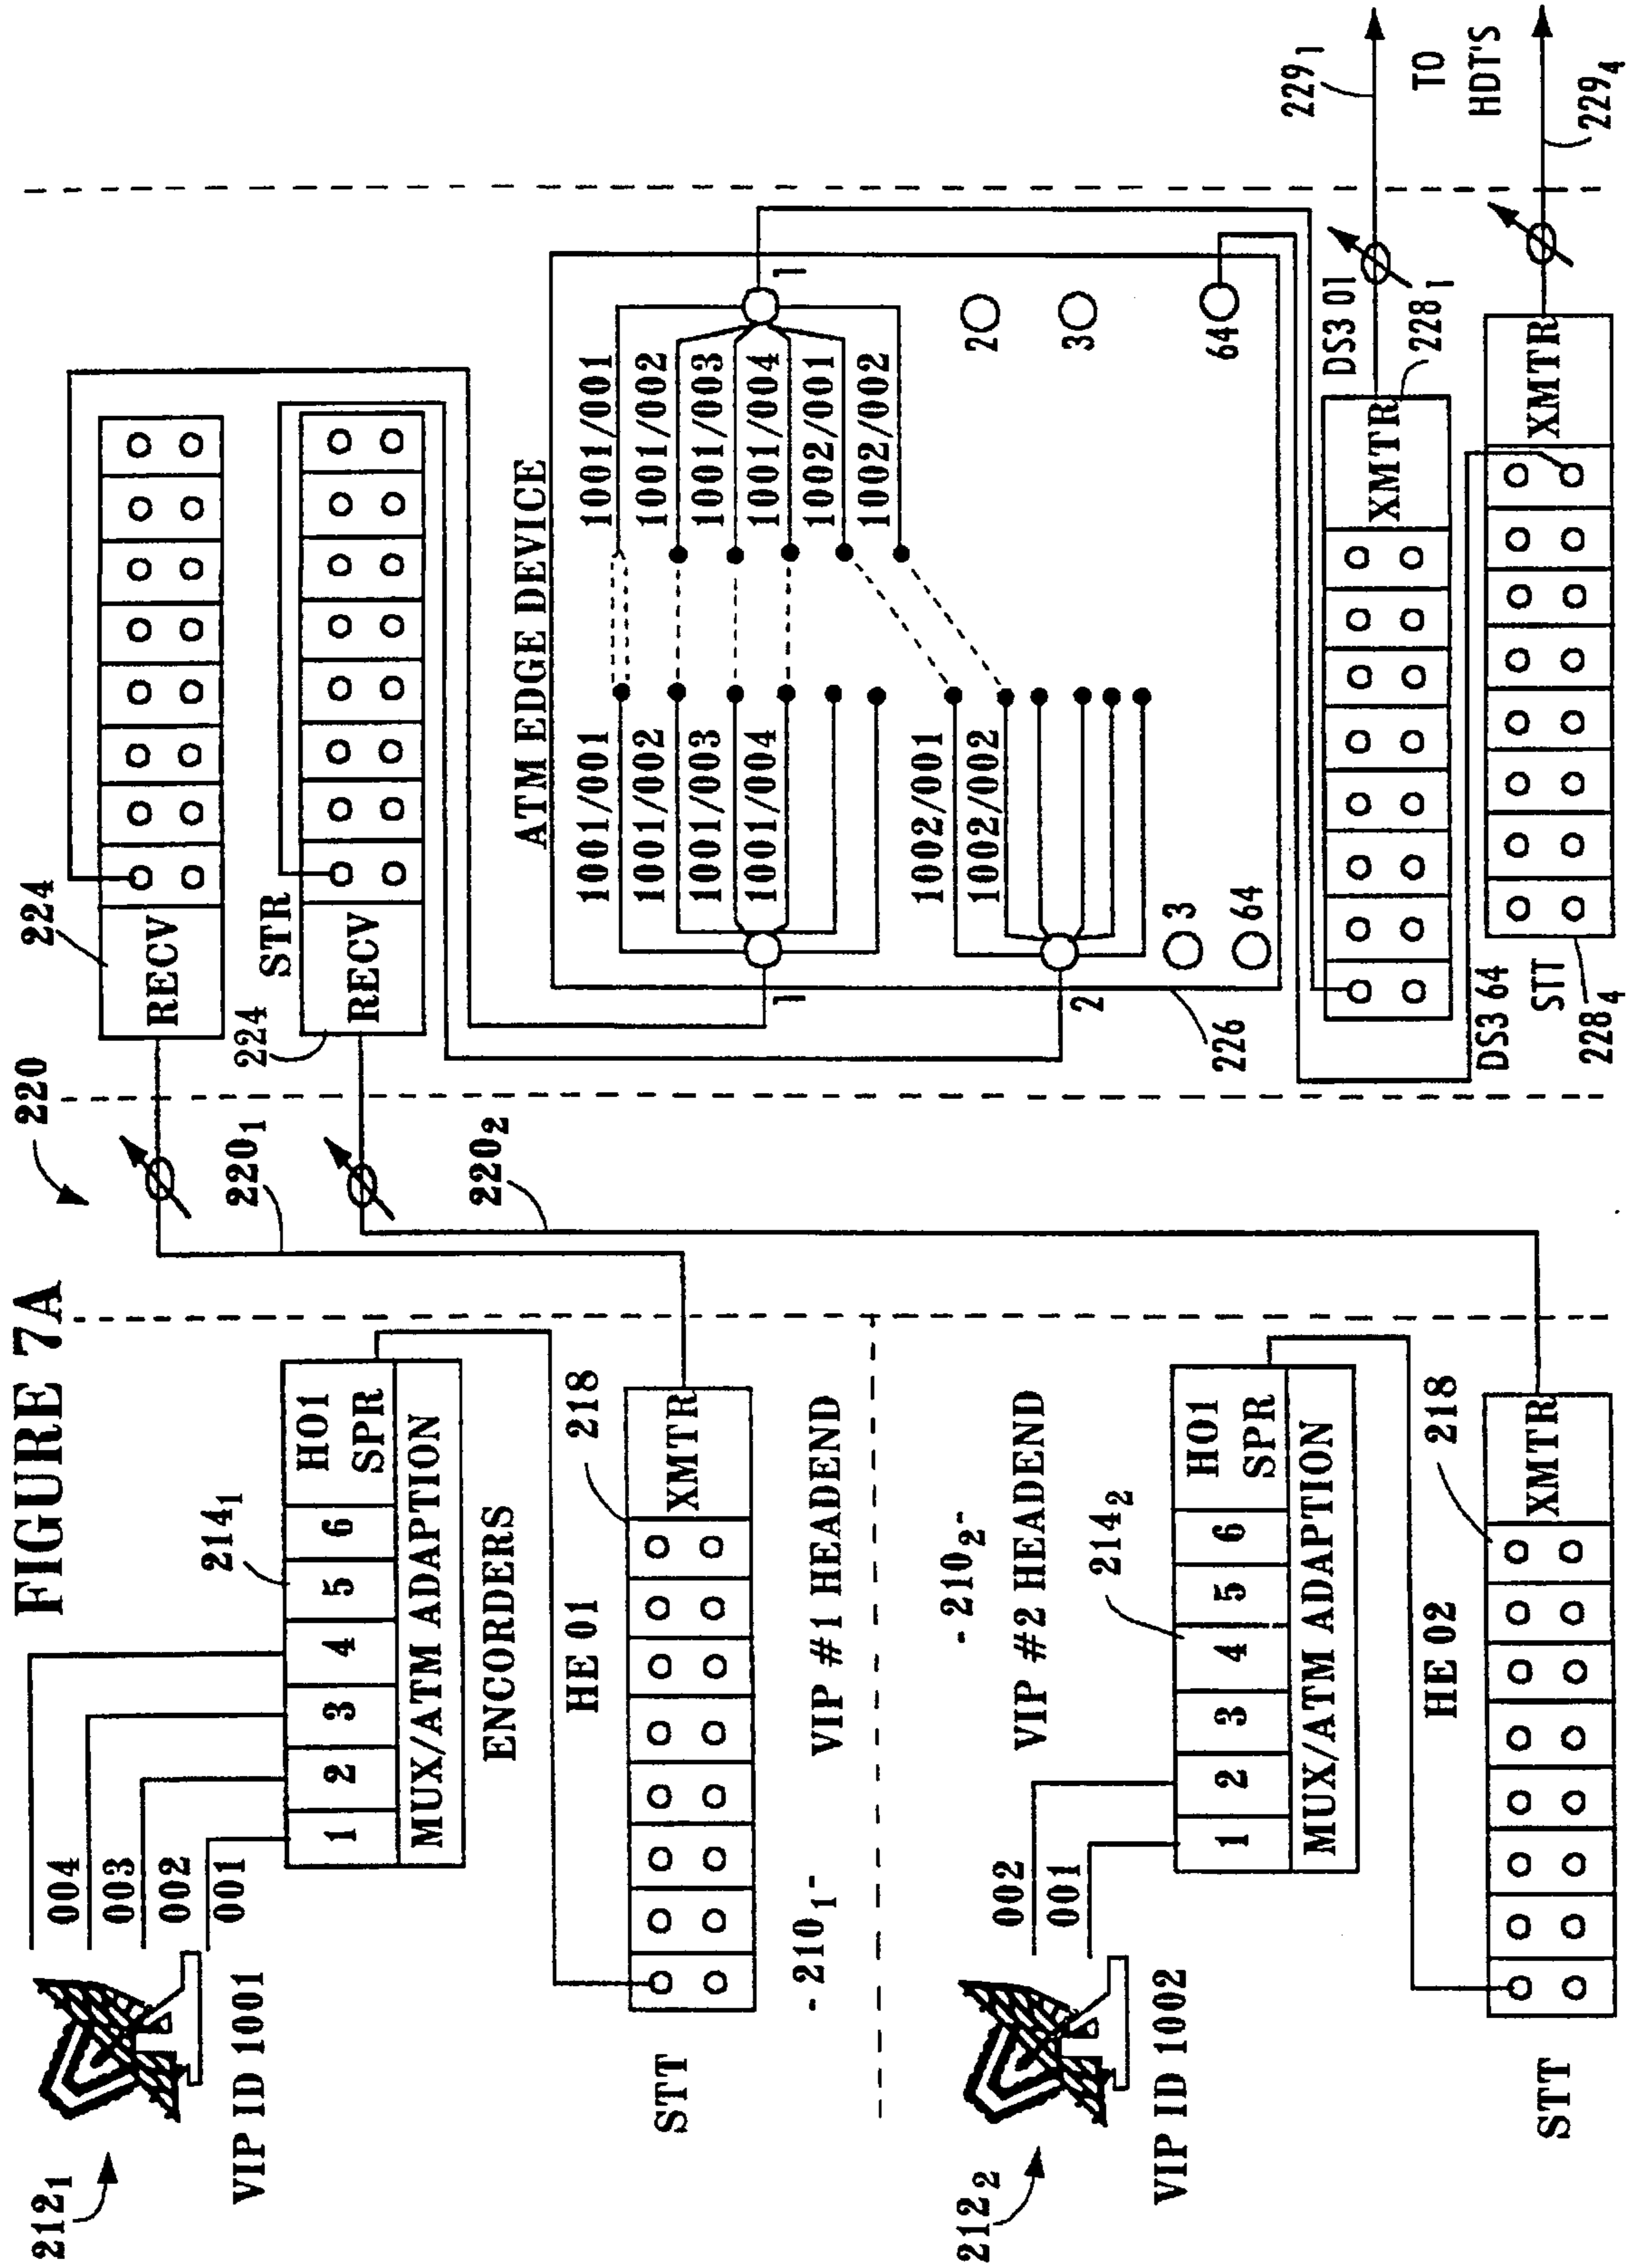 FIGURE 7A
212₁
VIP ID 1001
004
003
002
001
214₁
1 2 3 4 5 6
HO1
SPR
MUX/ATM ADAPTION
ENCORDERS
HE 01
218
XMTR
STT
- 210₁ -
VIP #1 HEADEND
212₂
VIP ID 1002
- 210₂ -
VIP #2 HEADEND
002
001
214₂
1 2 3 4 5 6
HO1
SPR
MUX/ATM ADAPTION
HE 02
218
XMTR
STT
220
220₁
220₂
224
RECV
STR
224
RECV
ATM EDGE DEVICE
1001/001
1001/002
1001/003
1001/004
1
1002/001
1002/002
2
3
64
226
1001/001
1001/002
1001/003
1001/004
1002/001
1002/002
1
2
3
64
DS3 01
XMTR
228₁
DS3 64
STT
228₄
XMTR
229₁
TO
HDT'S
229₄